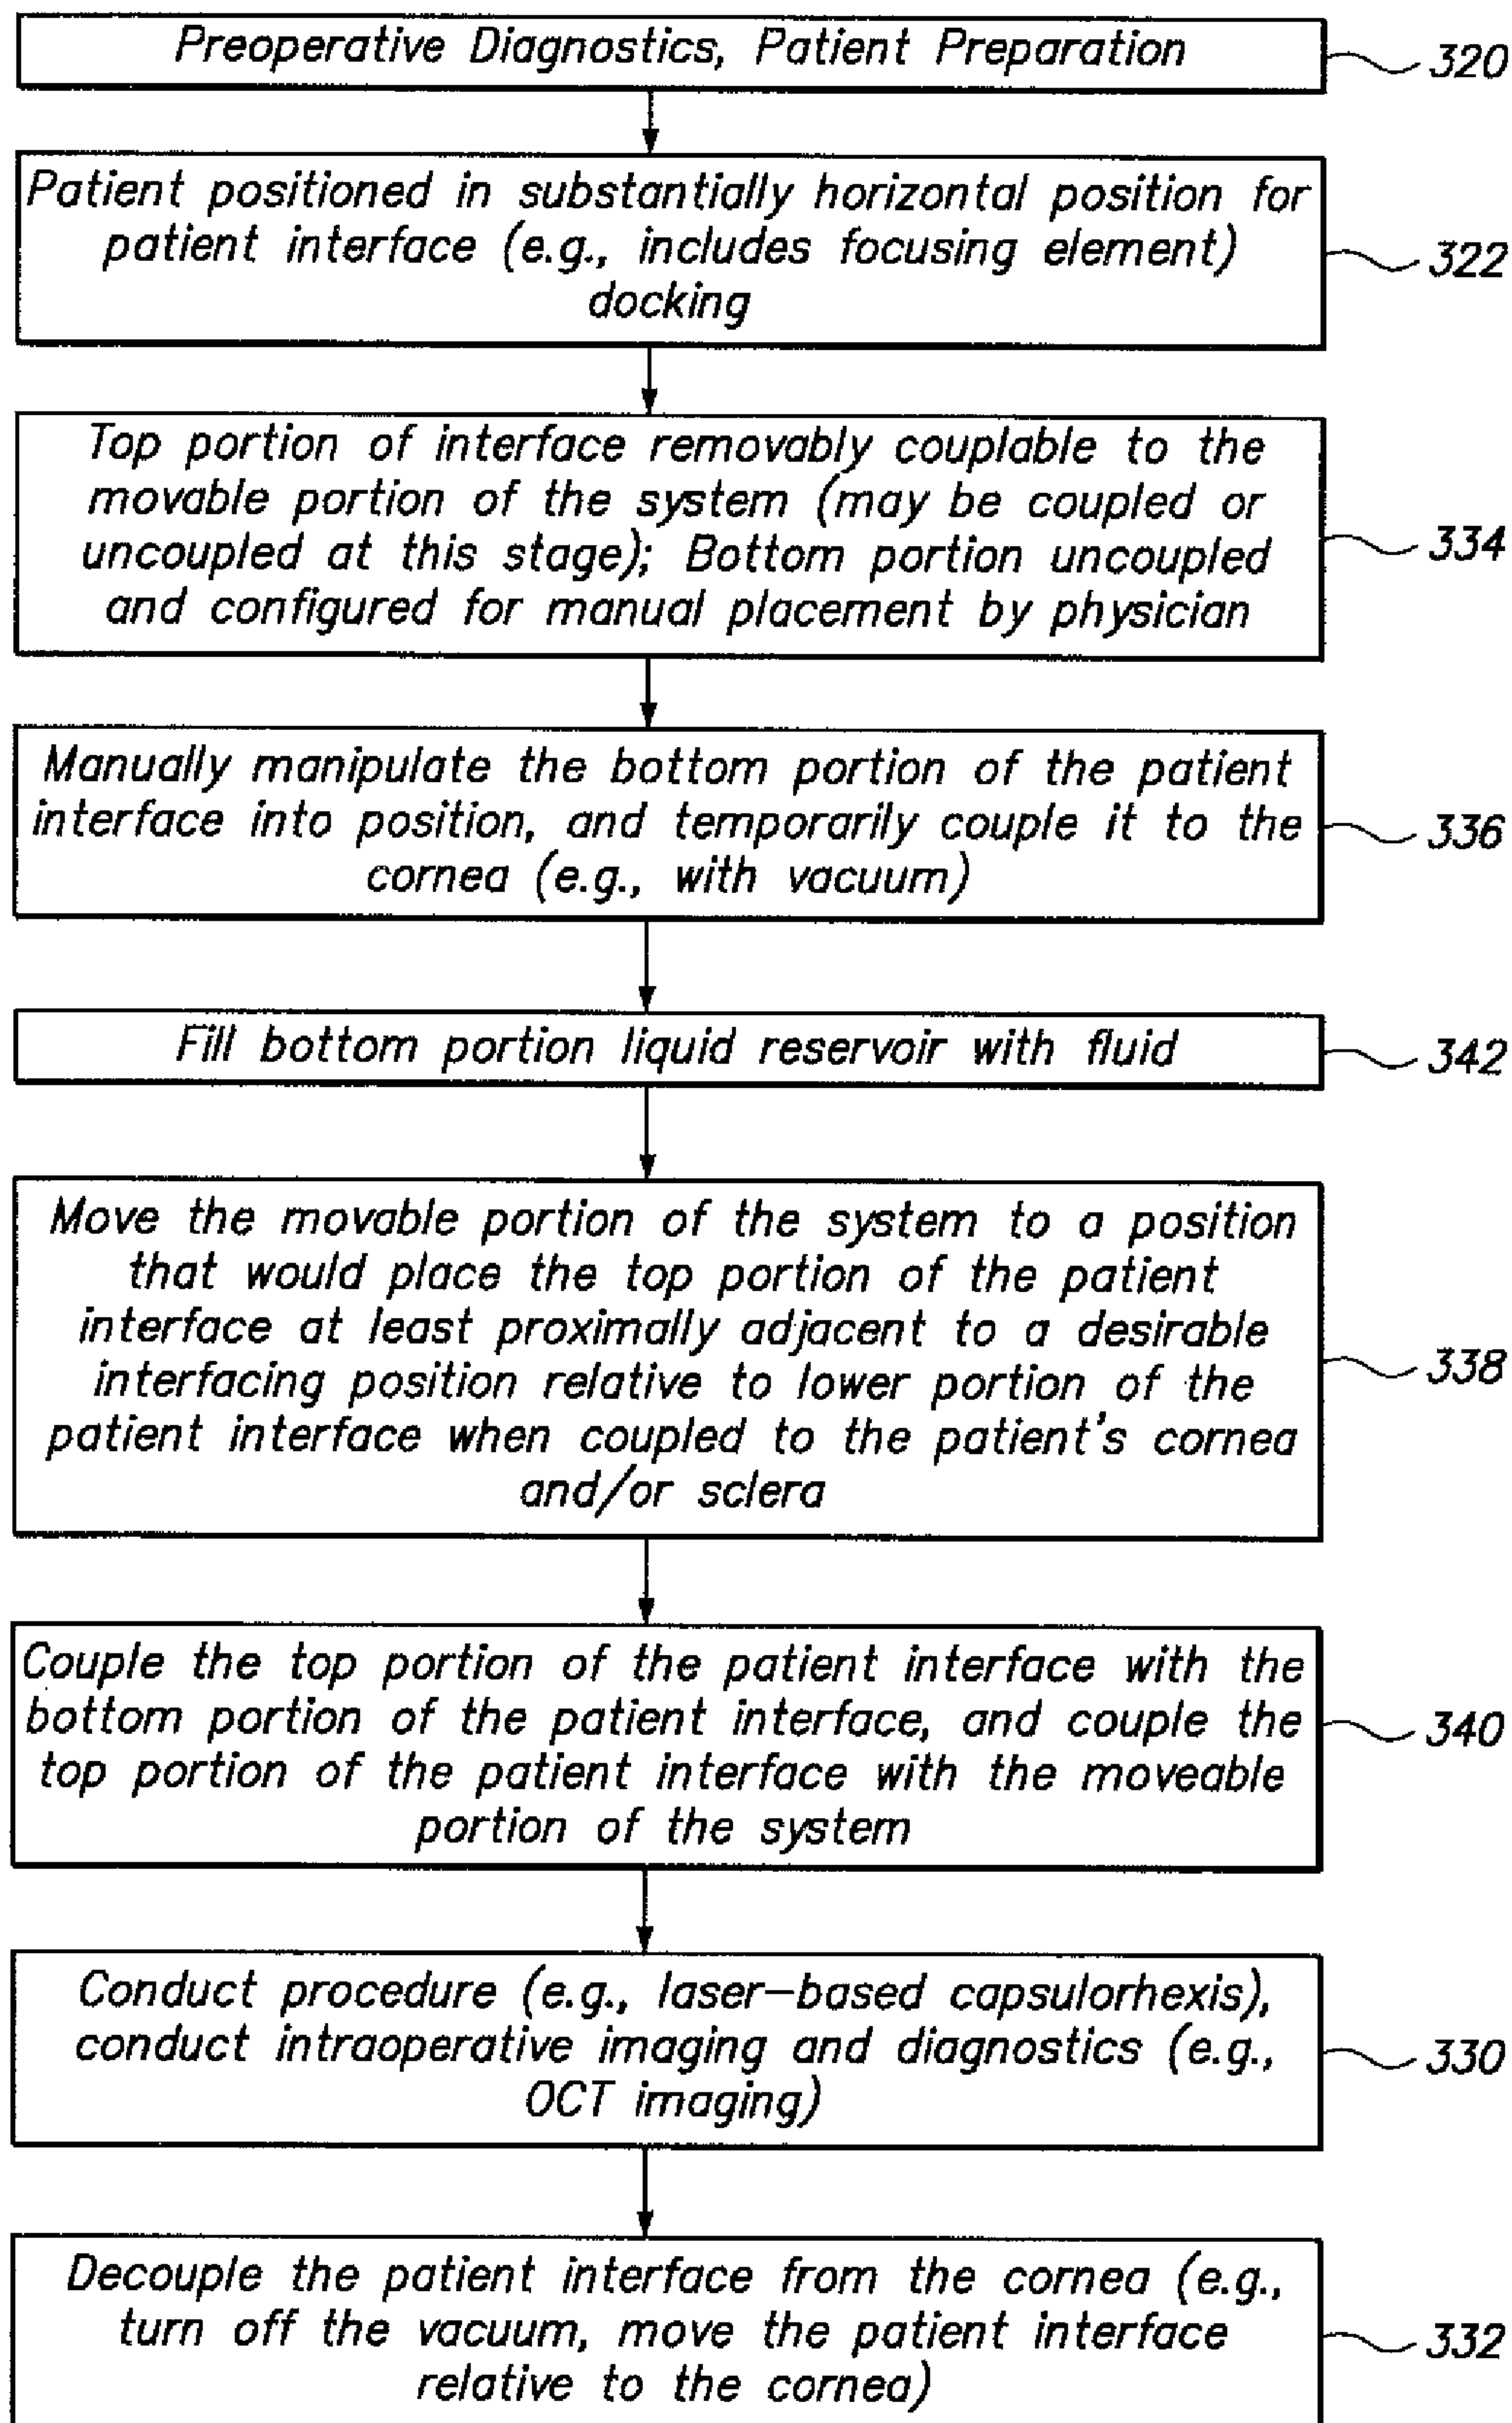 Preoperative Diagnostics, Patient Preparation
320
Patient positioned in substantially horizontal position for
patient interface (e.g., includes focusing element)
docking
322
Top portion of interface removably couplable to the
movable portion of the system (may be coupled or
uncoupled at this stage); Bottom portion uncoupled
and configured for manual placement by physician
334
Manually manipulate the bottom portion of the patient
interface into position, and temporarily couple it to the
cornea (e.g., with vacuum)
336
Fill bottom portion liquid reservoir with fluid
342
Move the movable portion of the system to a position
that would place the top portion of the patient
interface at least proximally adjacent to a desirable
interfacing position relative to lower portion of the
patient interface when coupled to the patient's cornea
and/or sclera
338
Couple the top portion of the patient interface with the
bottom portion of the patient interface, and couple the
top portion of the patient interface with the moveable
portion of the system
340
Conduct procedure (e.g., laser-based capsulorhexis),
conduct intraoperative imaging and diagnostics (e.g.,
OCT imaging)
330
Decouple the patient interface from the cornea (e.g.,
turn off the vacuum, move the patient interface
relative to the cornea)
332